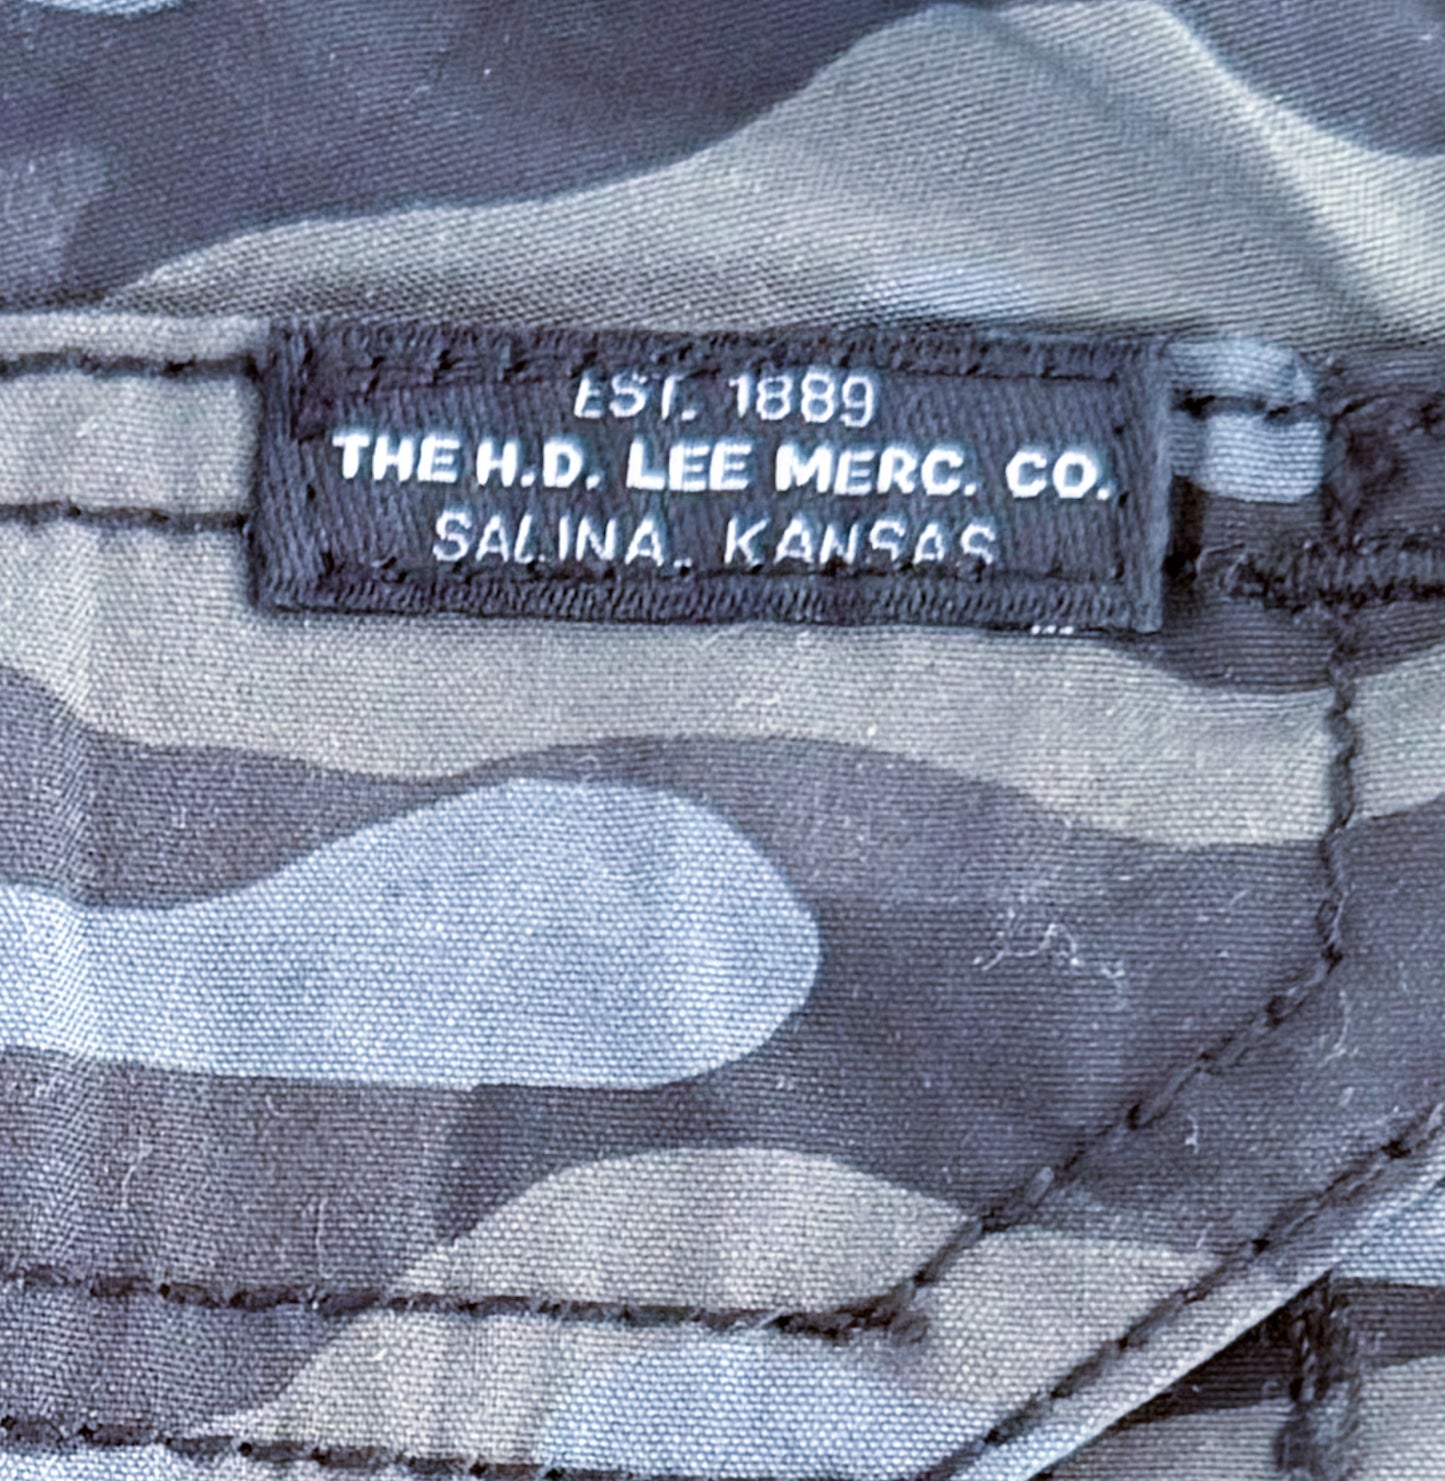 EST. 1889
THE H.D. LEE MERC. CO.
SALINA, KANSAS